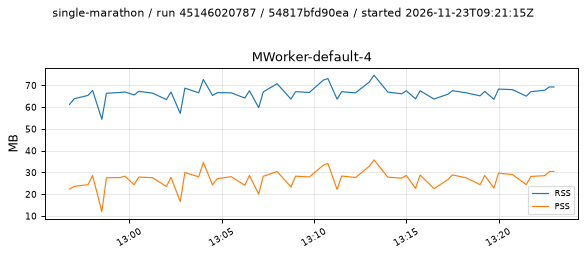 single-marathon / run 45146020787 / 54817bfd90ea / started 2026-11-23T09:21:15Z
MWorker-default-4
MB
70
60
50
40
30
20
10
RSS
PSS
13:00
13:05
13:10
13:15
13:20